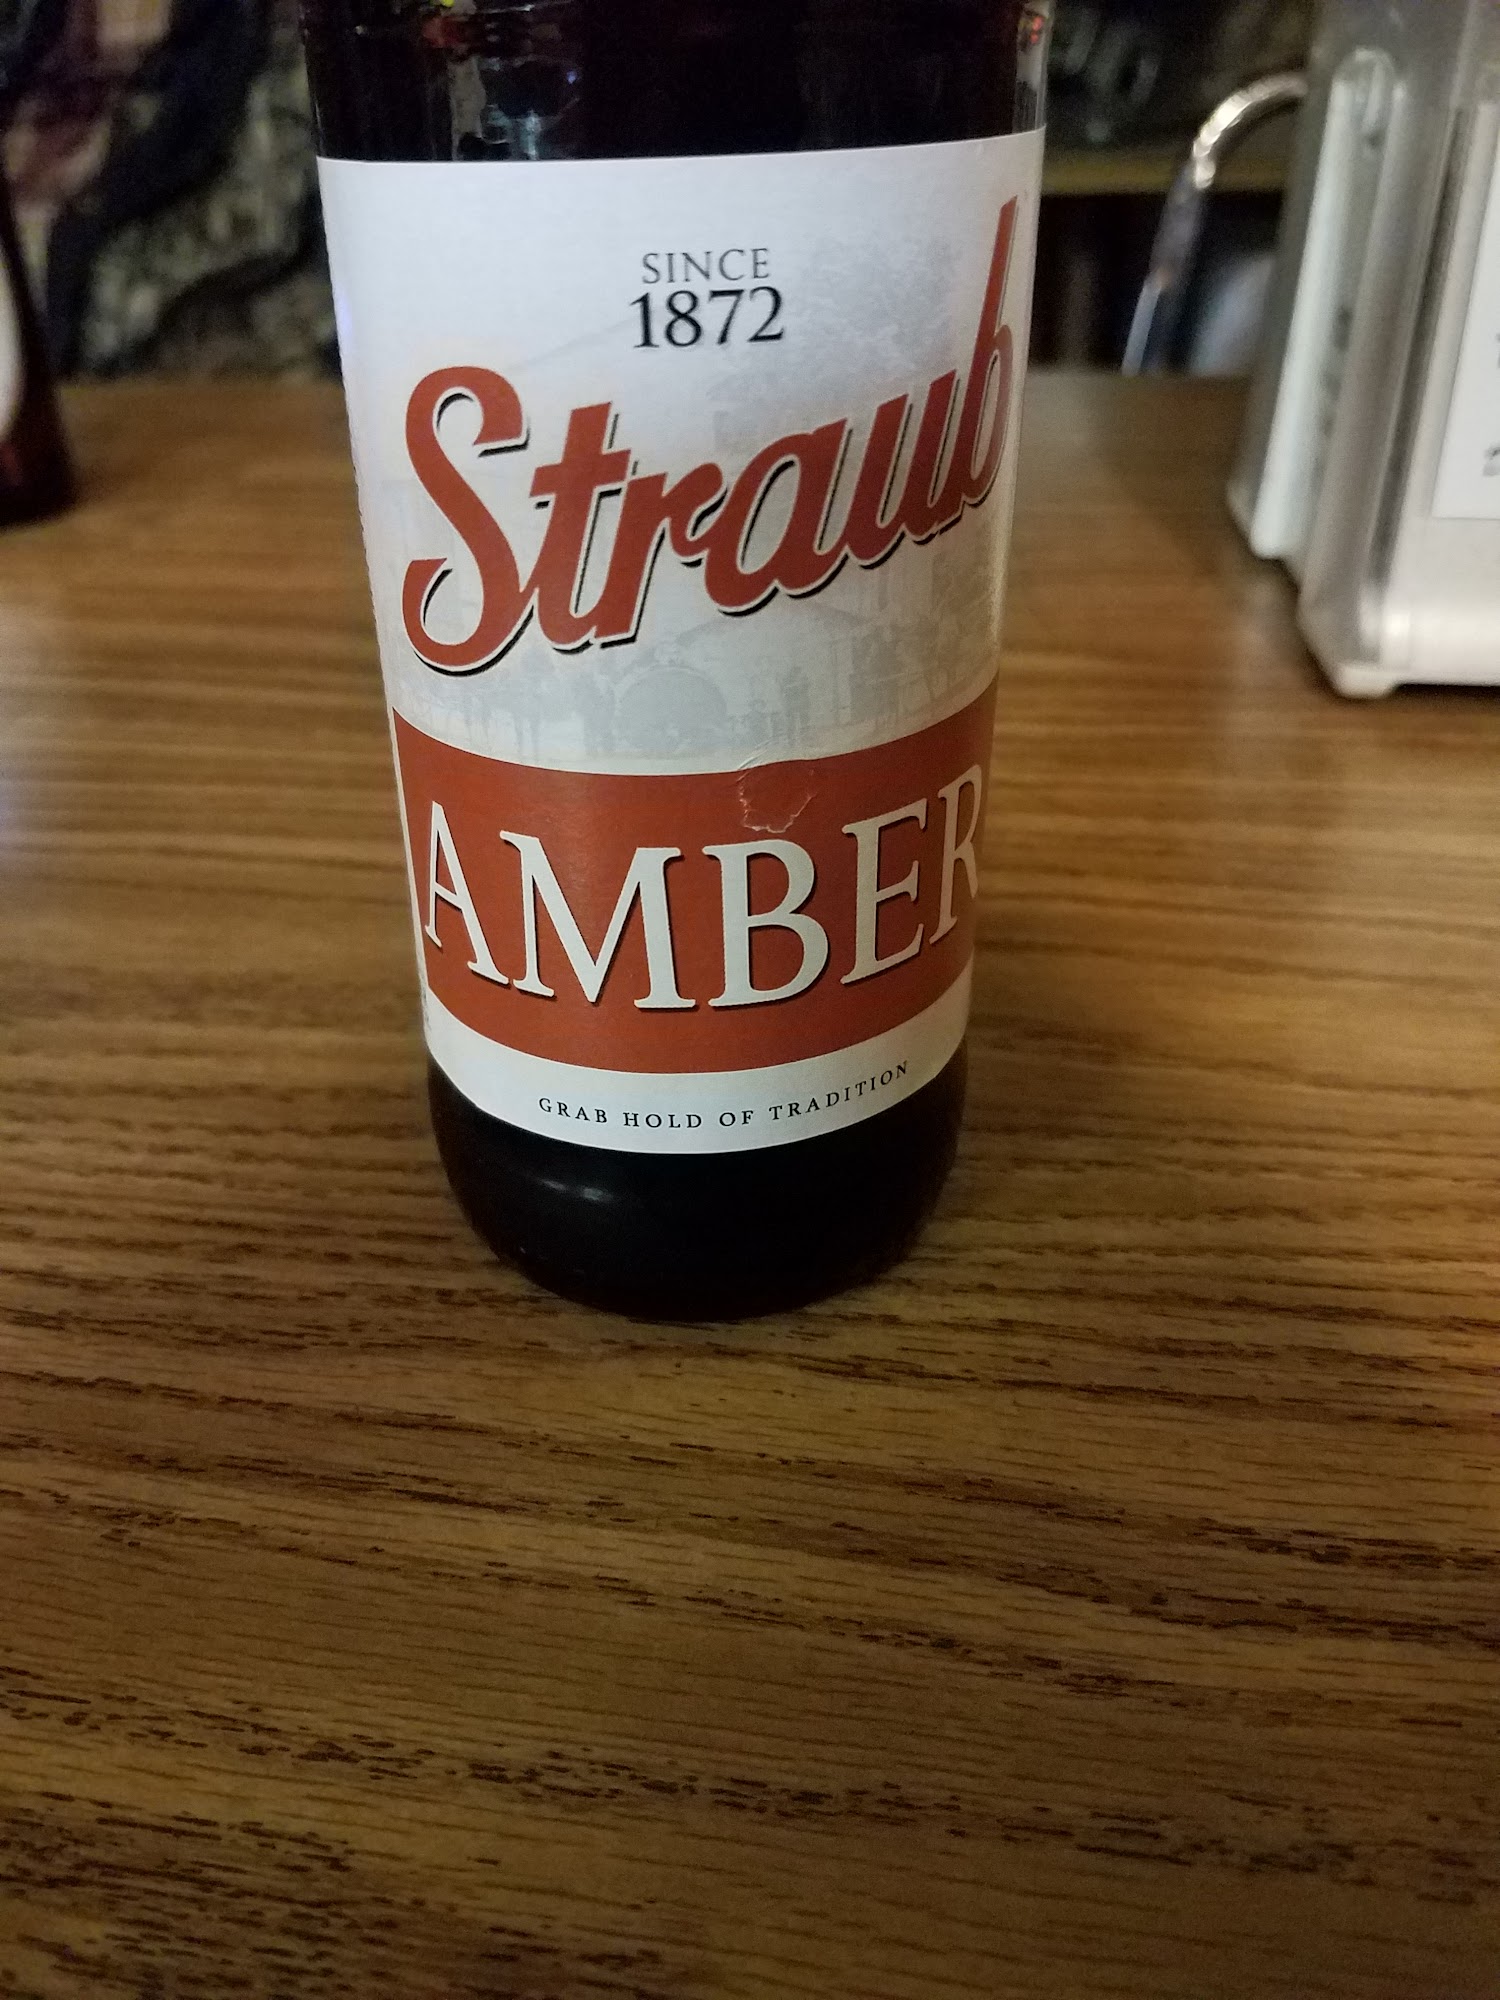 SINCE
1872
Straub
AMBER
GRAB HOLD OF TRADITION